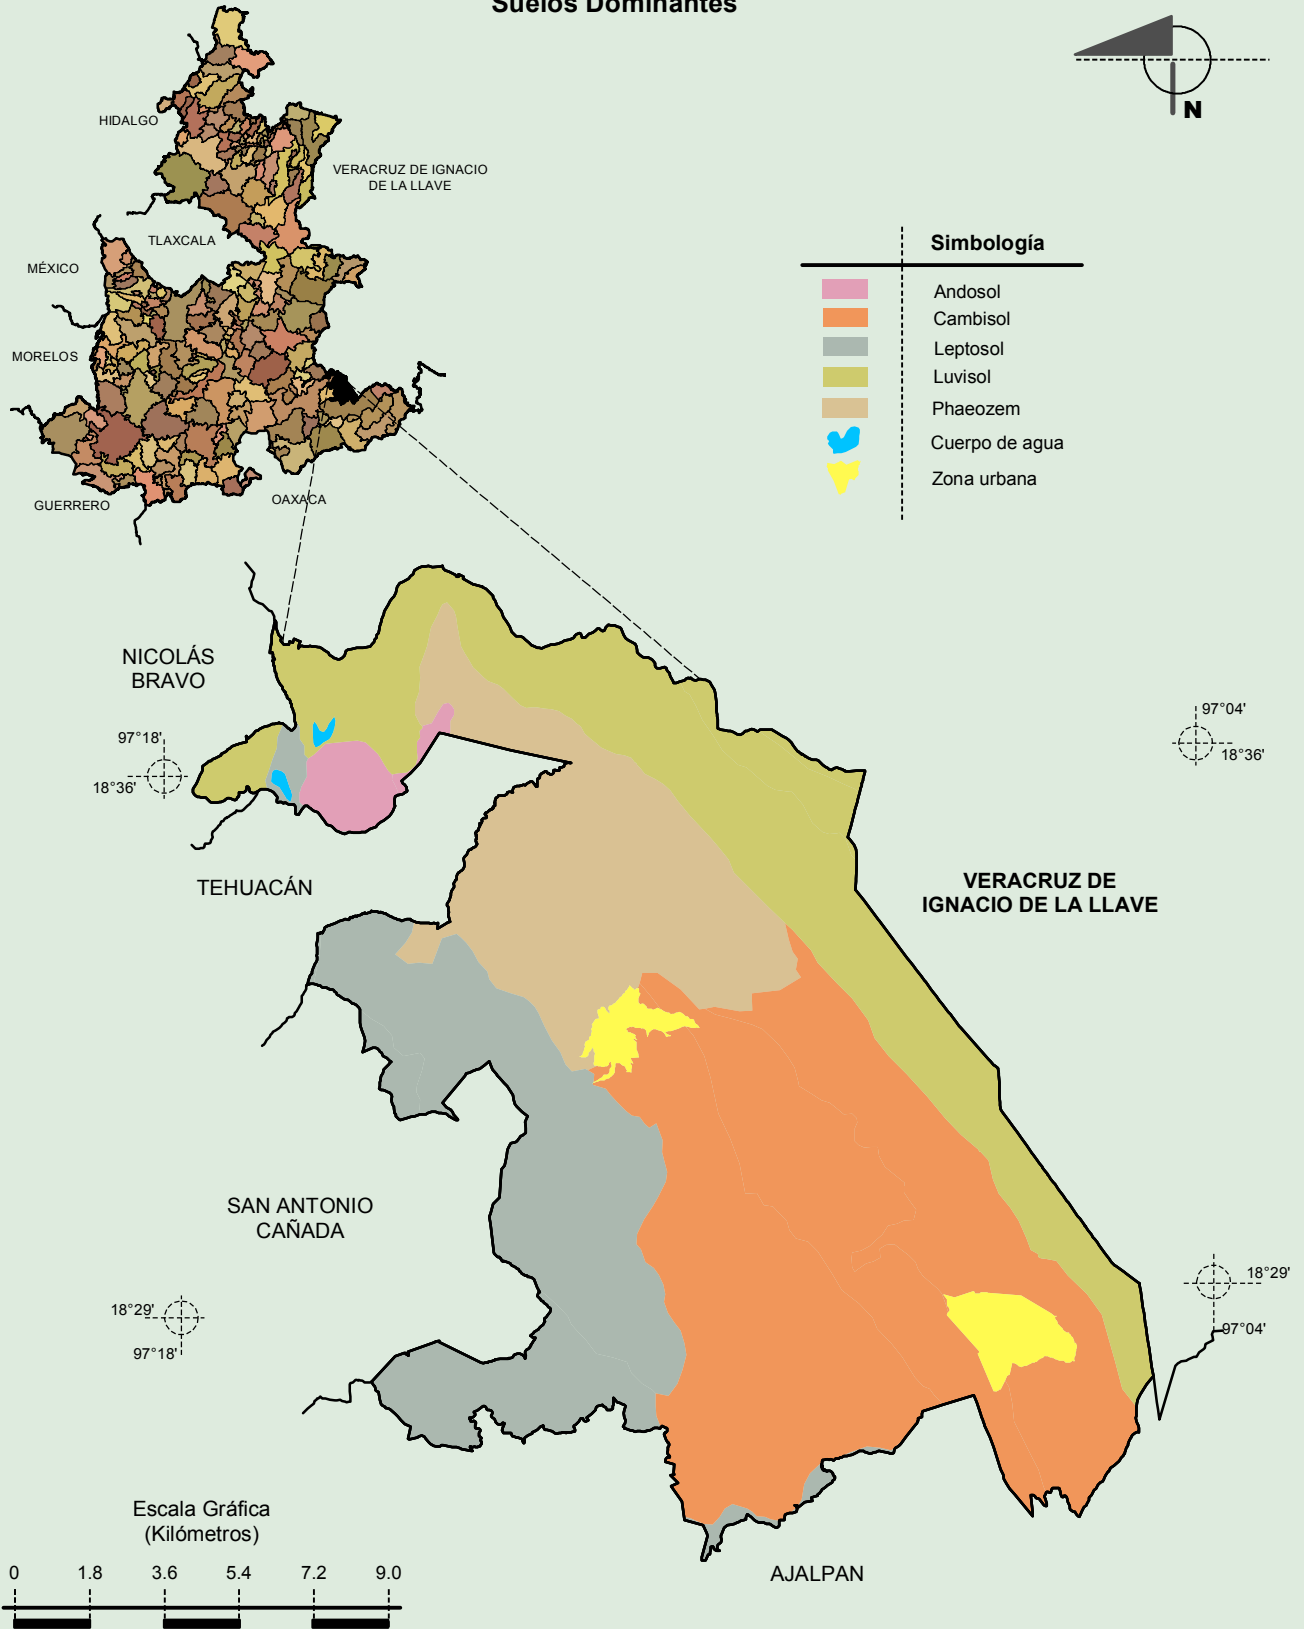 Suelos Dominantes
N
HIDALGO
VERACRUZ DE IGNACIO
DE LA LLAVE
TLAXCALA
MÉXICO
MORELOS
GUERRERO
OAXACA
Simbología
Andosol
Cambisol
Leptosol
Luvisol
Phaeozem
Cuerpo de agua
Zona urbana
NICOLÁS
BRAVO
97°18'
18°36'
97°04'
18°36'
TEHUACÁN
VERACRUZ DE
IGNACIO DE LA LLAVE
SAN ANTONIO
CAÑADA
18°29'
97°18'
18°29'
97°04'
Escala Gráfica
(Kilómetros)
0 1.8 3.6 5.4 7.2 9.0
AJALPAN